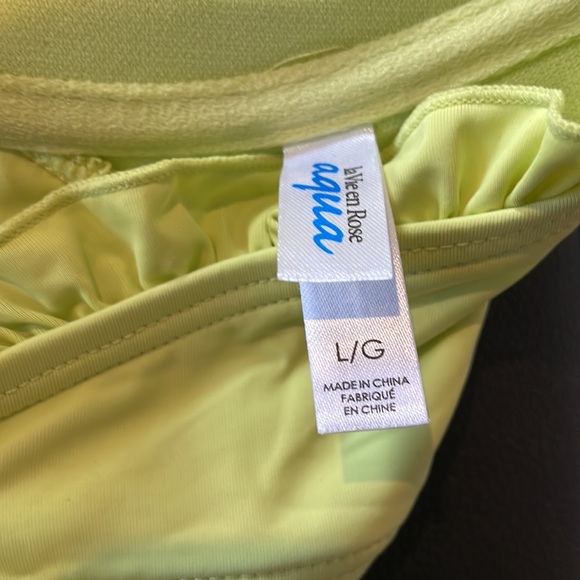 la Vie en Rose
aqua
L/G
MADE IN CHINA
FABRIQUÉ
EN CHINE